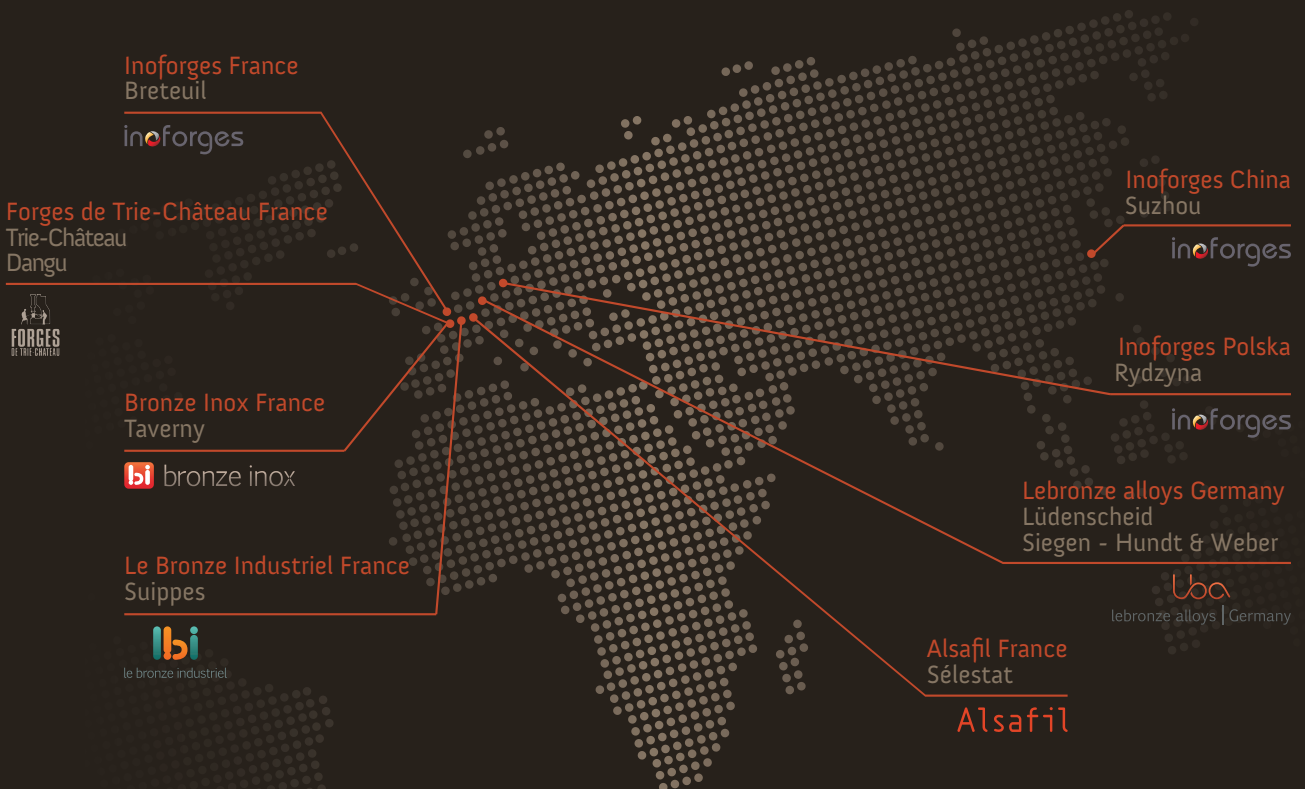 Inoforges France
Breteuil
inoforges
Forges de Trie-Château France
Trie-Château
Dangu
FORGES
DE TRIE-CHATEAU
Bronze Inox France
Taverny
bi bronze inox
Le Bronze Industriel France
Suippes
lbi
le bronze industriel
Inoforges China
Suzhou
inoforges
Inoforges Polska
Rydzyna
inoforges
Lebronze alloys Germany
Lüdenscheid
Siegen - Hundt & Weber
lba
lebronze alloys | Germany
Alsafil France
Sélestat
Alsafil